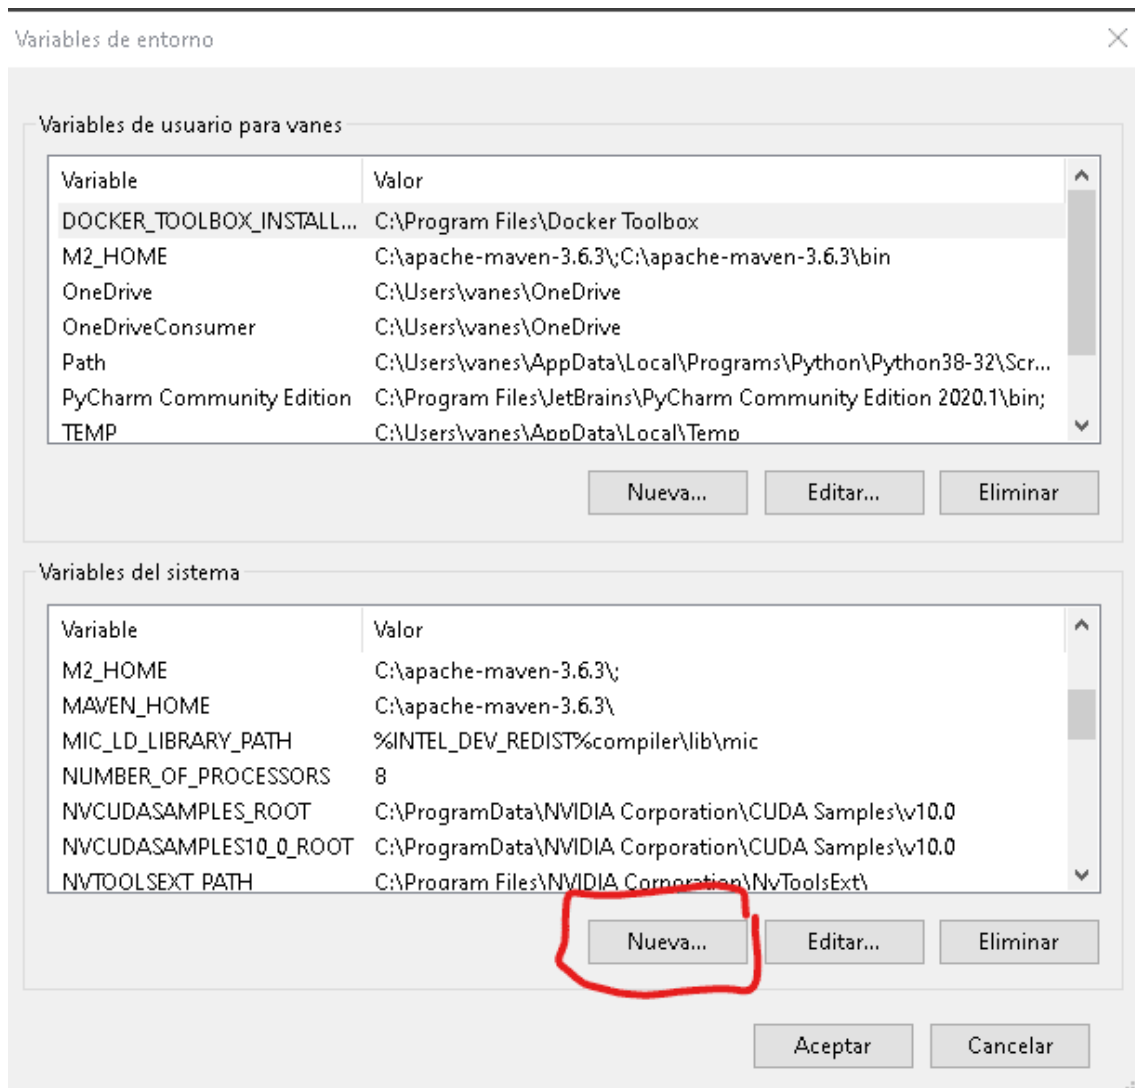 Variables de entorno
Variables de usuario para vanes
Variable Valor
DOCKER_TOOLBOX_INSTALL... C:\Program Files\Docker Toolbox
M2_HOME C:\apache-maven-3.6.3\;C:\apache-maven-3.6.3\bin
OneDrive C:\Users\vanes\OneDrive
OneDriveConsumer C:\Users\vanes\OneDrive
Path C:\Users\vanes\AppData\Local\Programs\Python\Python38-32\Scr...
PyCharm Community Edition C:\Program Files\JetBrains\PyCharm Community Edition 2020.1\bin;
TEMP C:\Users\vanes\AppData\Local\Temp
Nueva... Editar... Eliminar
Variables del sistema
Variable Valor
M2_HOME C:\apache-maven-3.6.3\;
MAVEN_HOME C:\apache-maven-3.6.3\
MIC_LD_LIBRARY_PATH %INTEL_DEV_REDIST%compiler\lib\mic
NUMBER_OF_PROCESSORS 8
NVCUDASAMPLES_ROOT C:\ProgramData\NVIDIA Corporation\CUDA Samples\v10.0
NVCUDASAMPLES10_0_ROOT C:\ProgramData\NVIDIA Corporation\CUDA Samples\v10.0
NVTOOLSEXT_PATH C:\Program Files\NVIDIA Corporation\NvToolsExt\
Nueva... Editar... Eliminar
Aceptar Cancelar